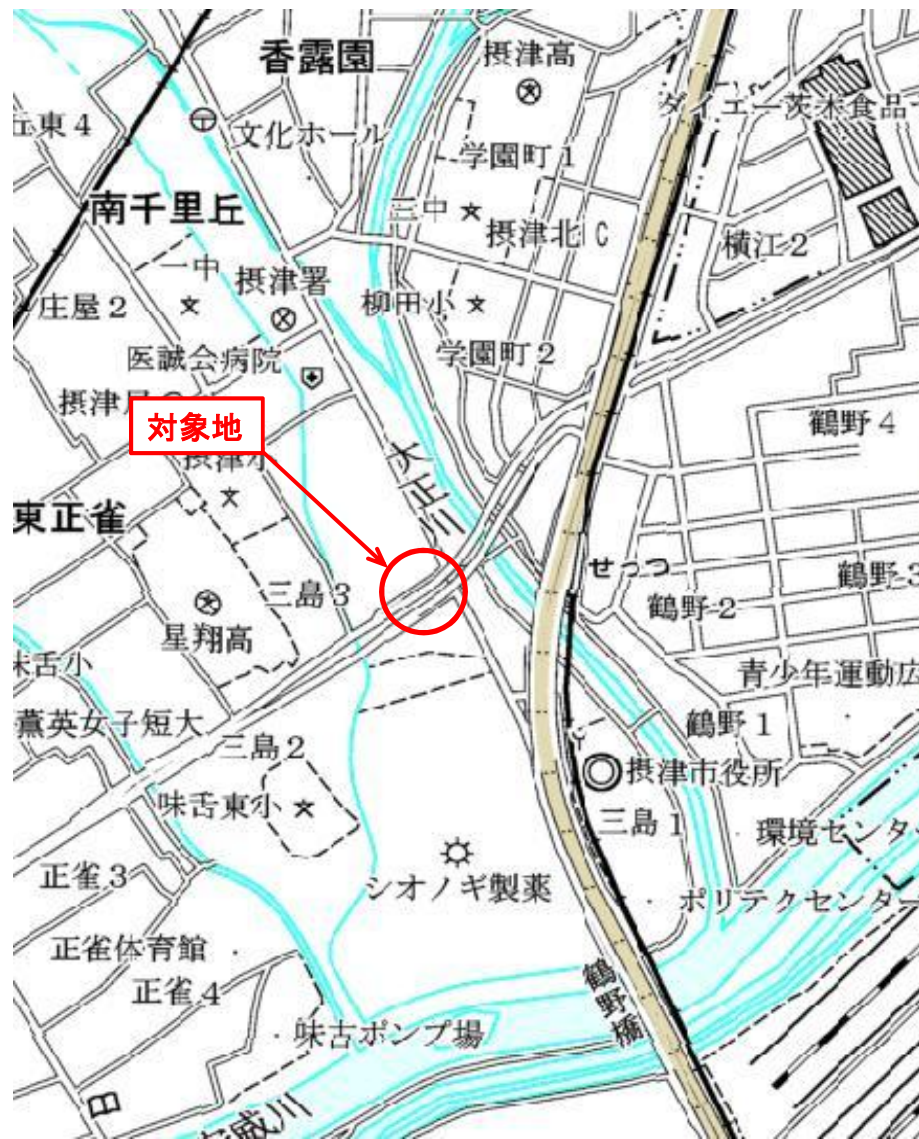 香露園
摂津高
丘東4
文化ホール
ダイエー茨木食品
学園町1
南千里丘
三中
摂津北
横江2
一中
摂津署
庄屋2
柳田小
医誠会病院
学園町2
対象地
鶴野4
摂津小
大正川
東正雀
せっつ
三島3
鶴野2
鶴野3
星翔高
味舌小
青少年運動広
薫英女子短大
三島2
鶴野1
摂津市役所
味舌東小
三島1
環境センター
正雀3
シオノギ製薬
ポリテクセンター
正雀体育館
鶴野橋
正雀4
味古ポンプ場
威川